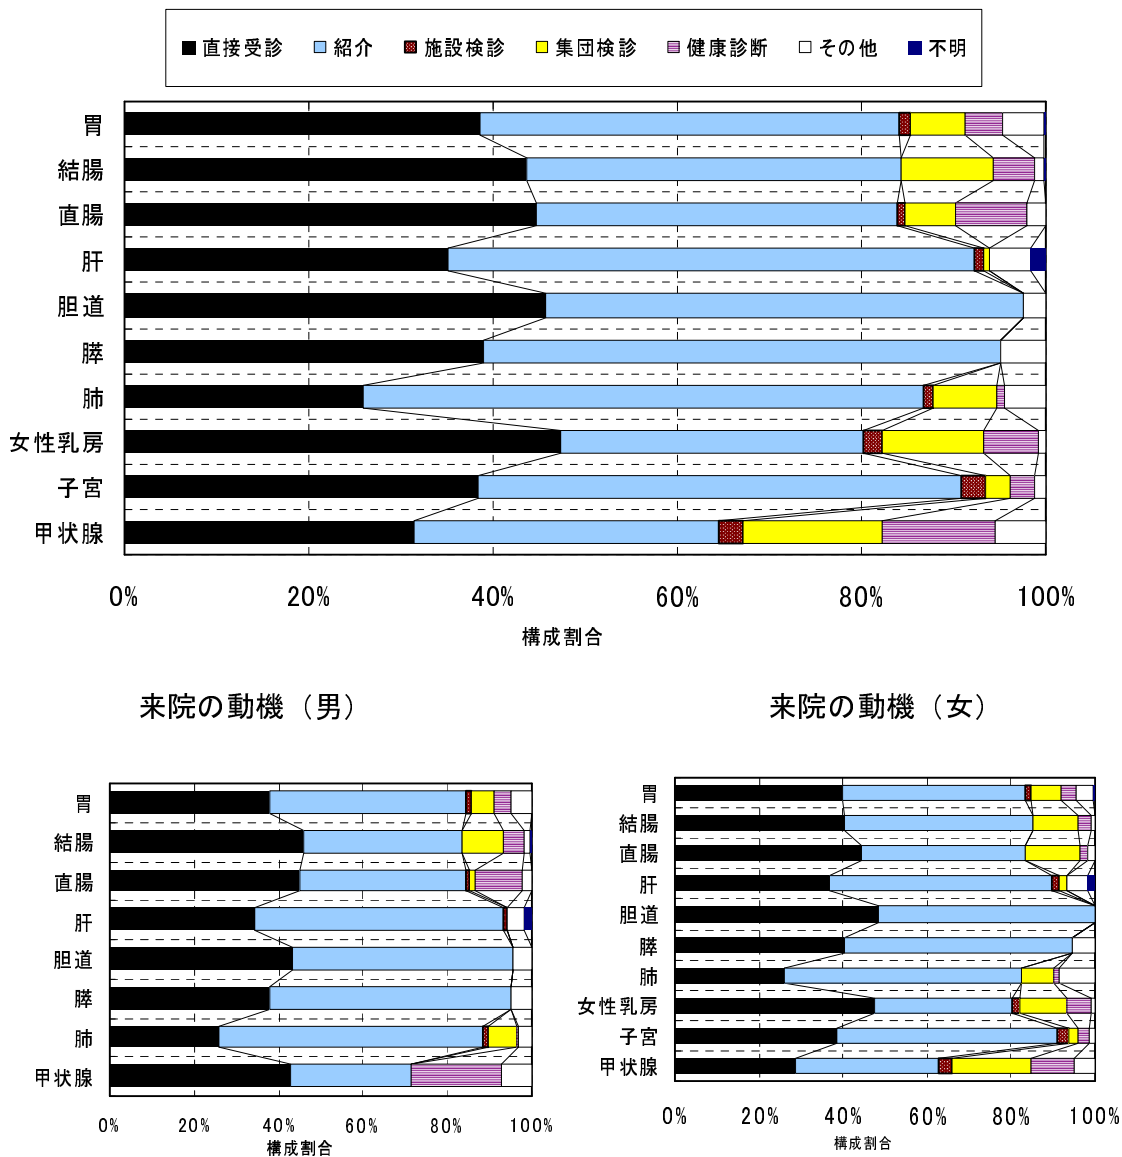 直接受診 紹介 施設検診 集団検診 健康診断 その他 不明
胃
結腸
直腸
肝
胆道
膵
肺
女性乳房
子宮
甲状腺
0% 20% 40% 60% 80% 100%
構成割合
来院の動機（男）
胃
結腸
直腸
肝
胆道
膵
肺
甲状腺
0% 20% 40% 60% 80% 100%
構成割合
来院の動機（女）
胃
結腸
直腸
肝
胆道
膵
肺
女性乳房
子宮
甲状腺
0% 20% 40% 60% 80% 100%
構成割合